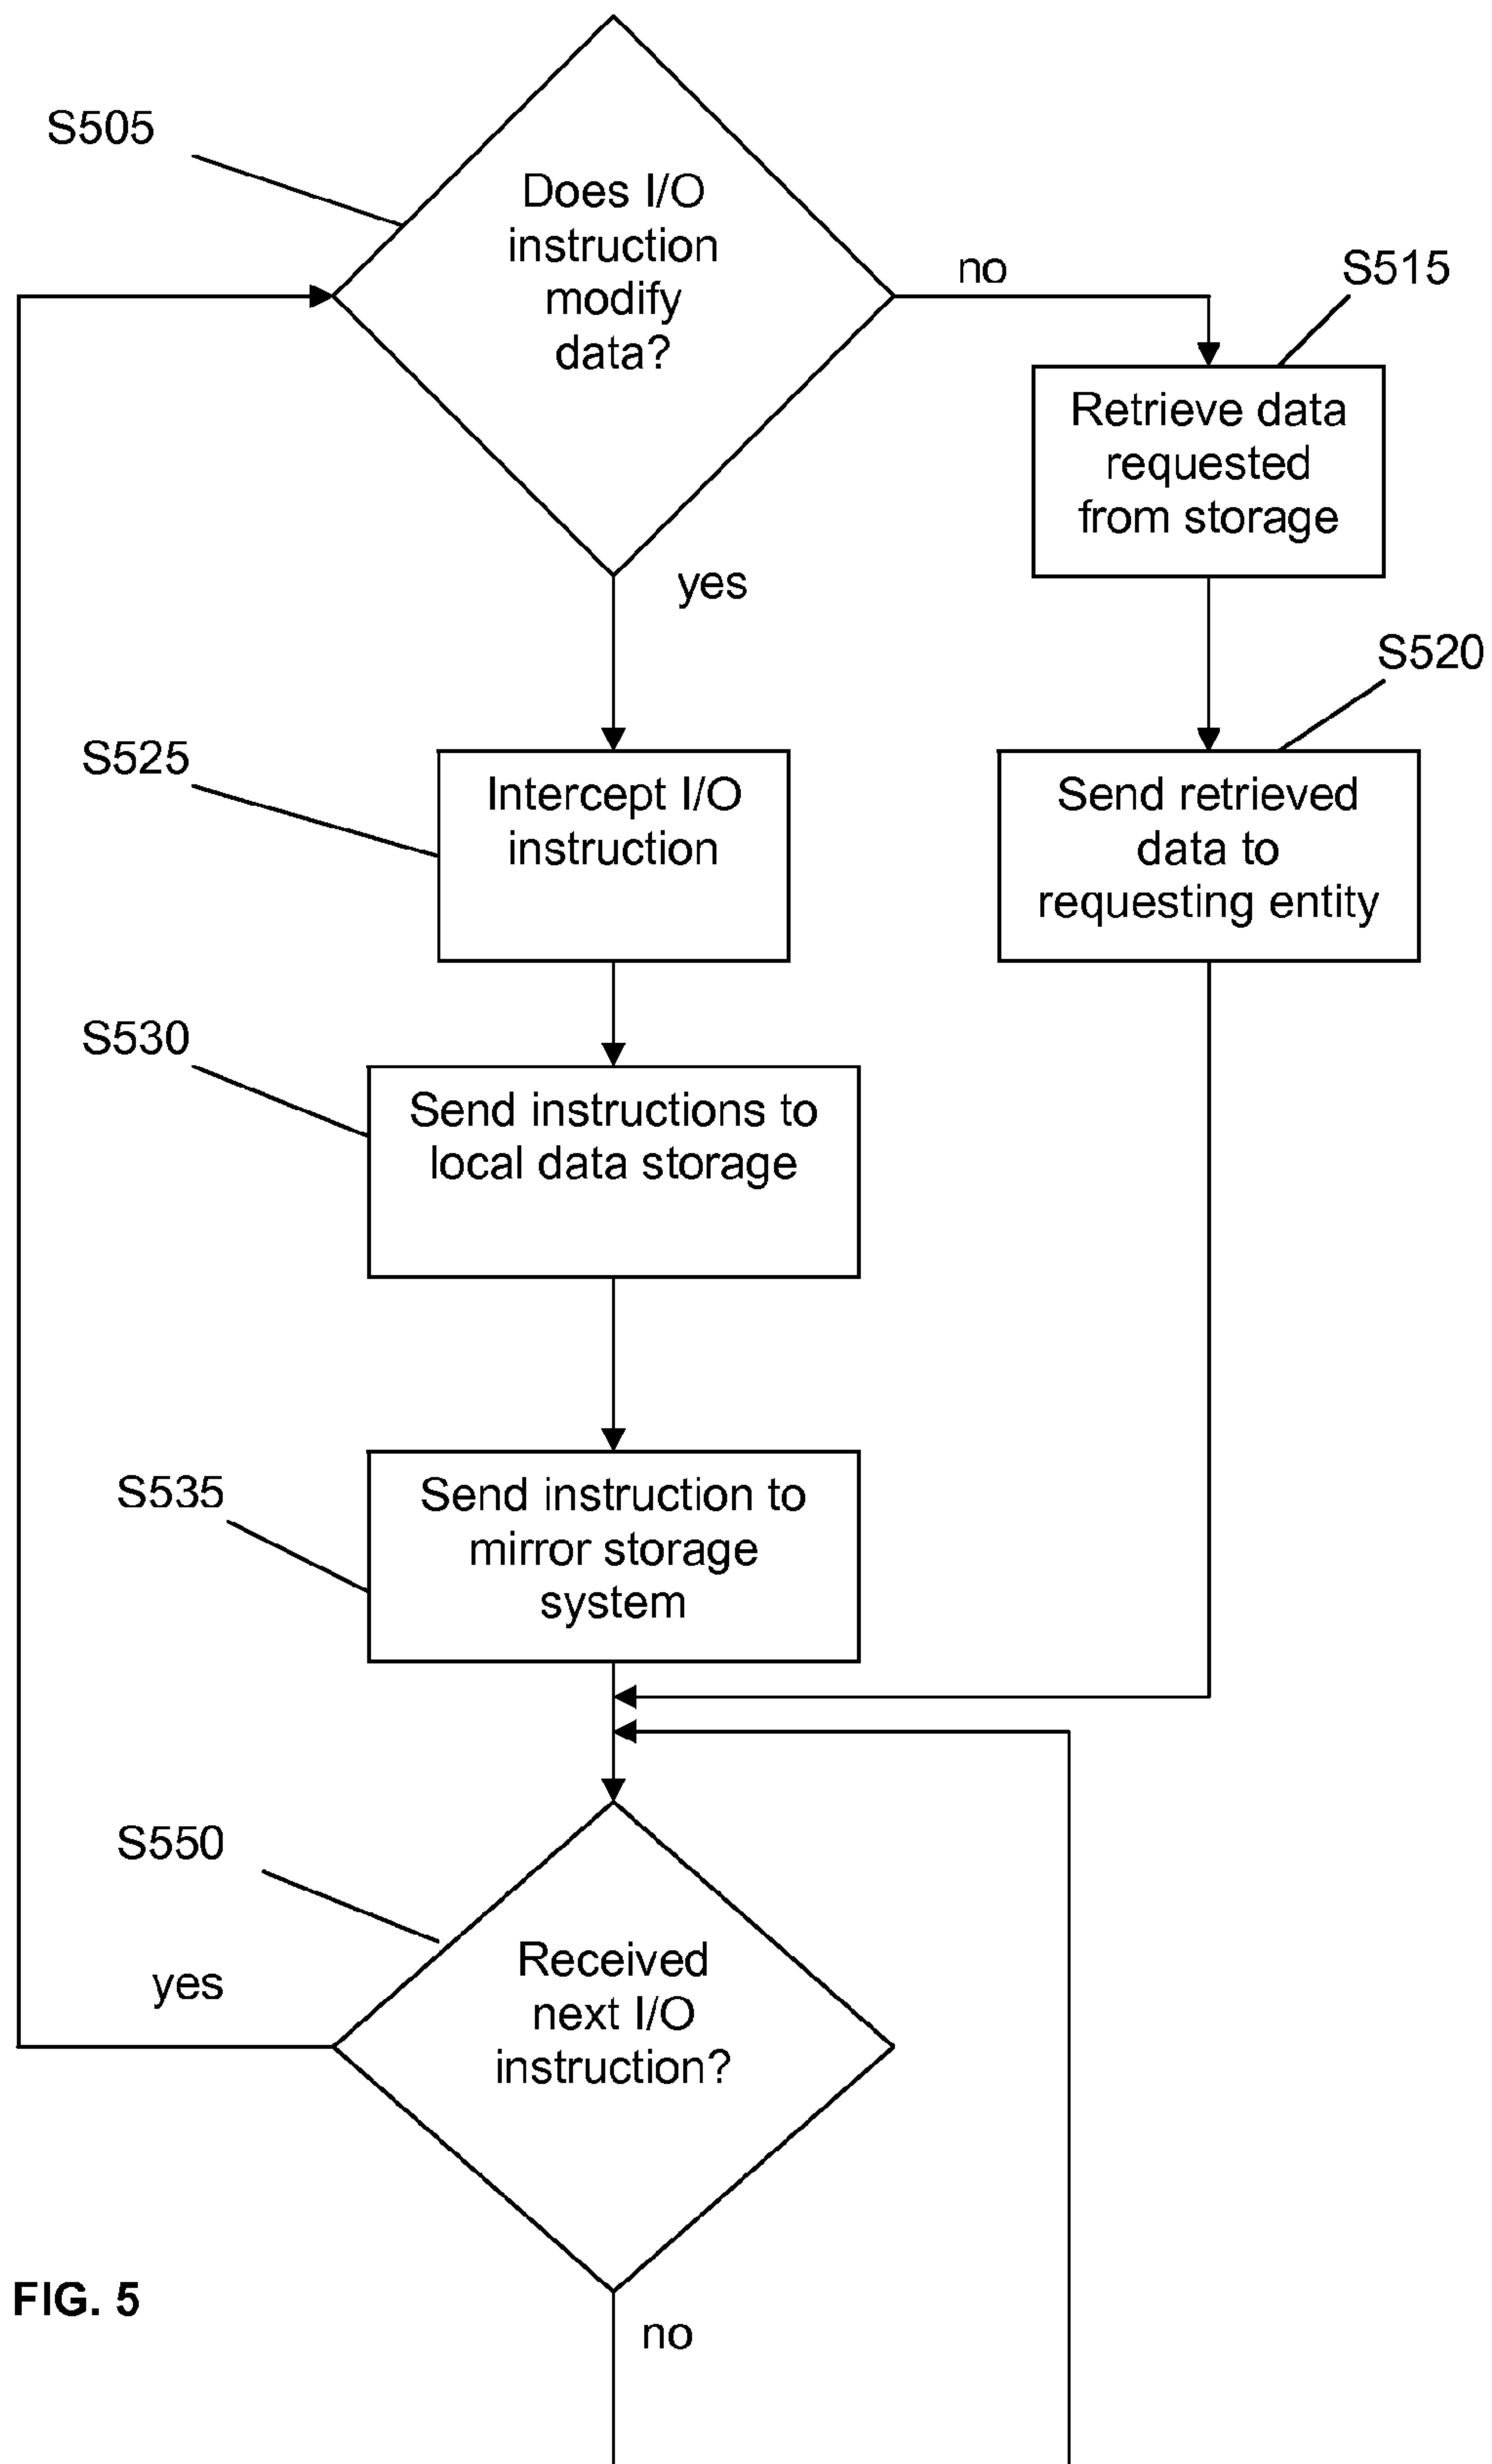 S505
Does I/O
instruction
modify
data?
no
S515
Retrieve data
requested
from storage
yes
S520
S525
Intercept I/O
instruction
Send retrieved
data to
requesting entity
S530
Send instructions to
local data storage
S535
Send instruction to
mirror storage
system
S550
yes
Received
next I/O
instruction?
FIG. 5
no